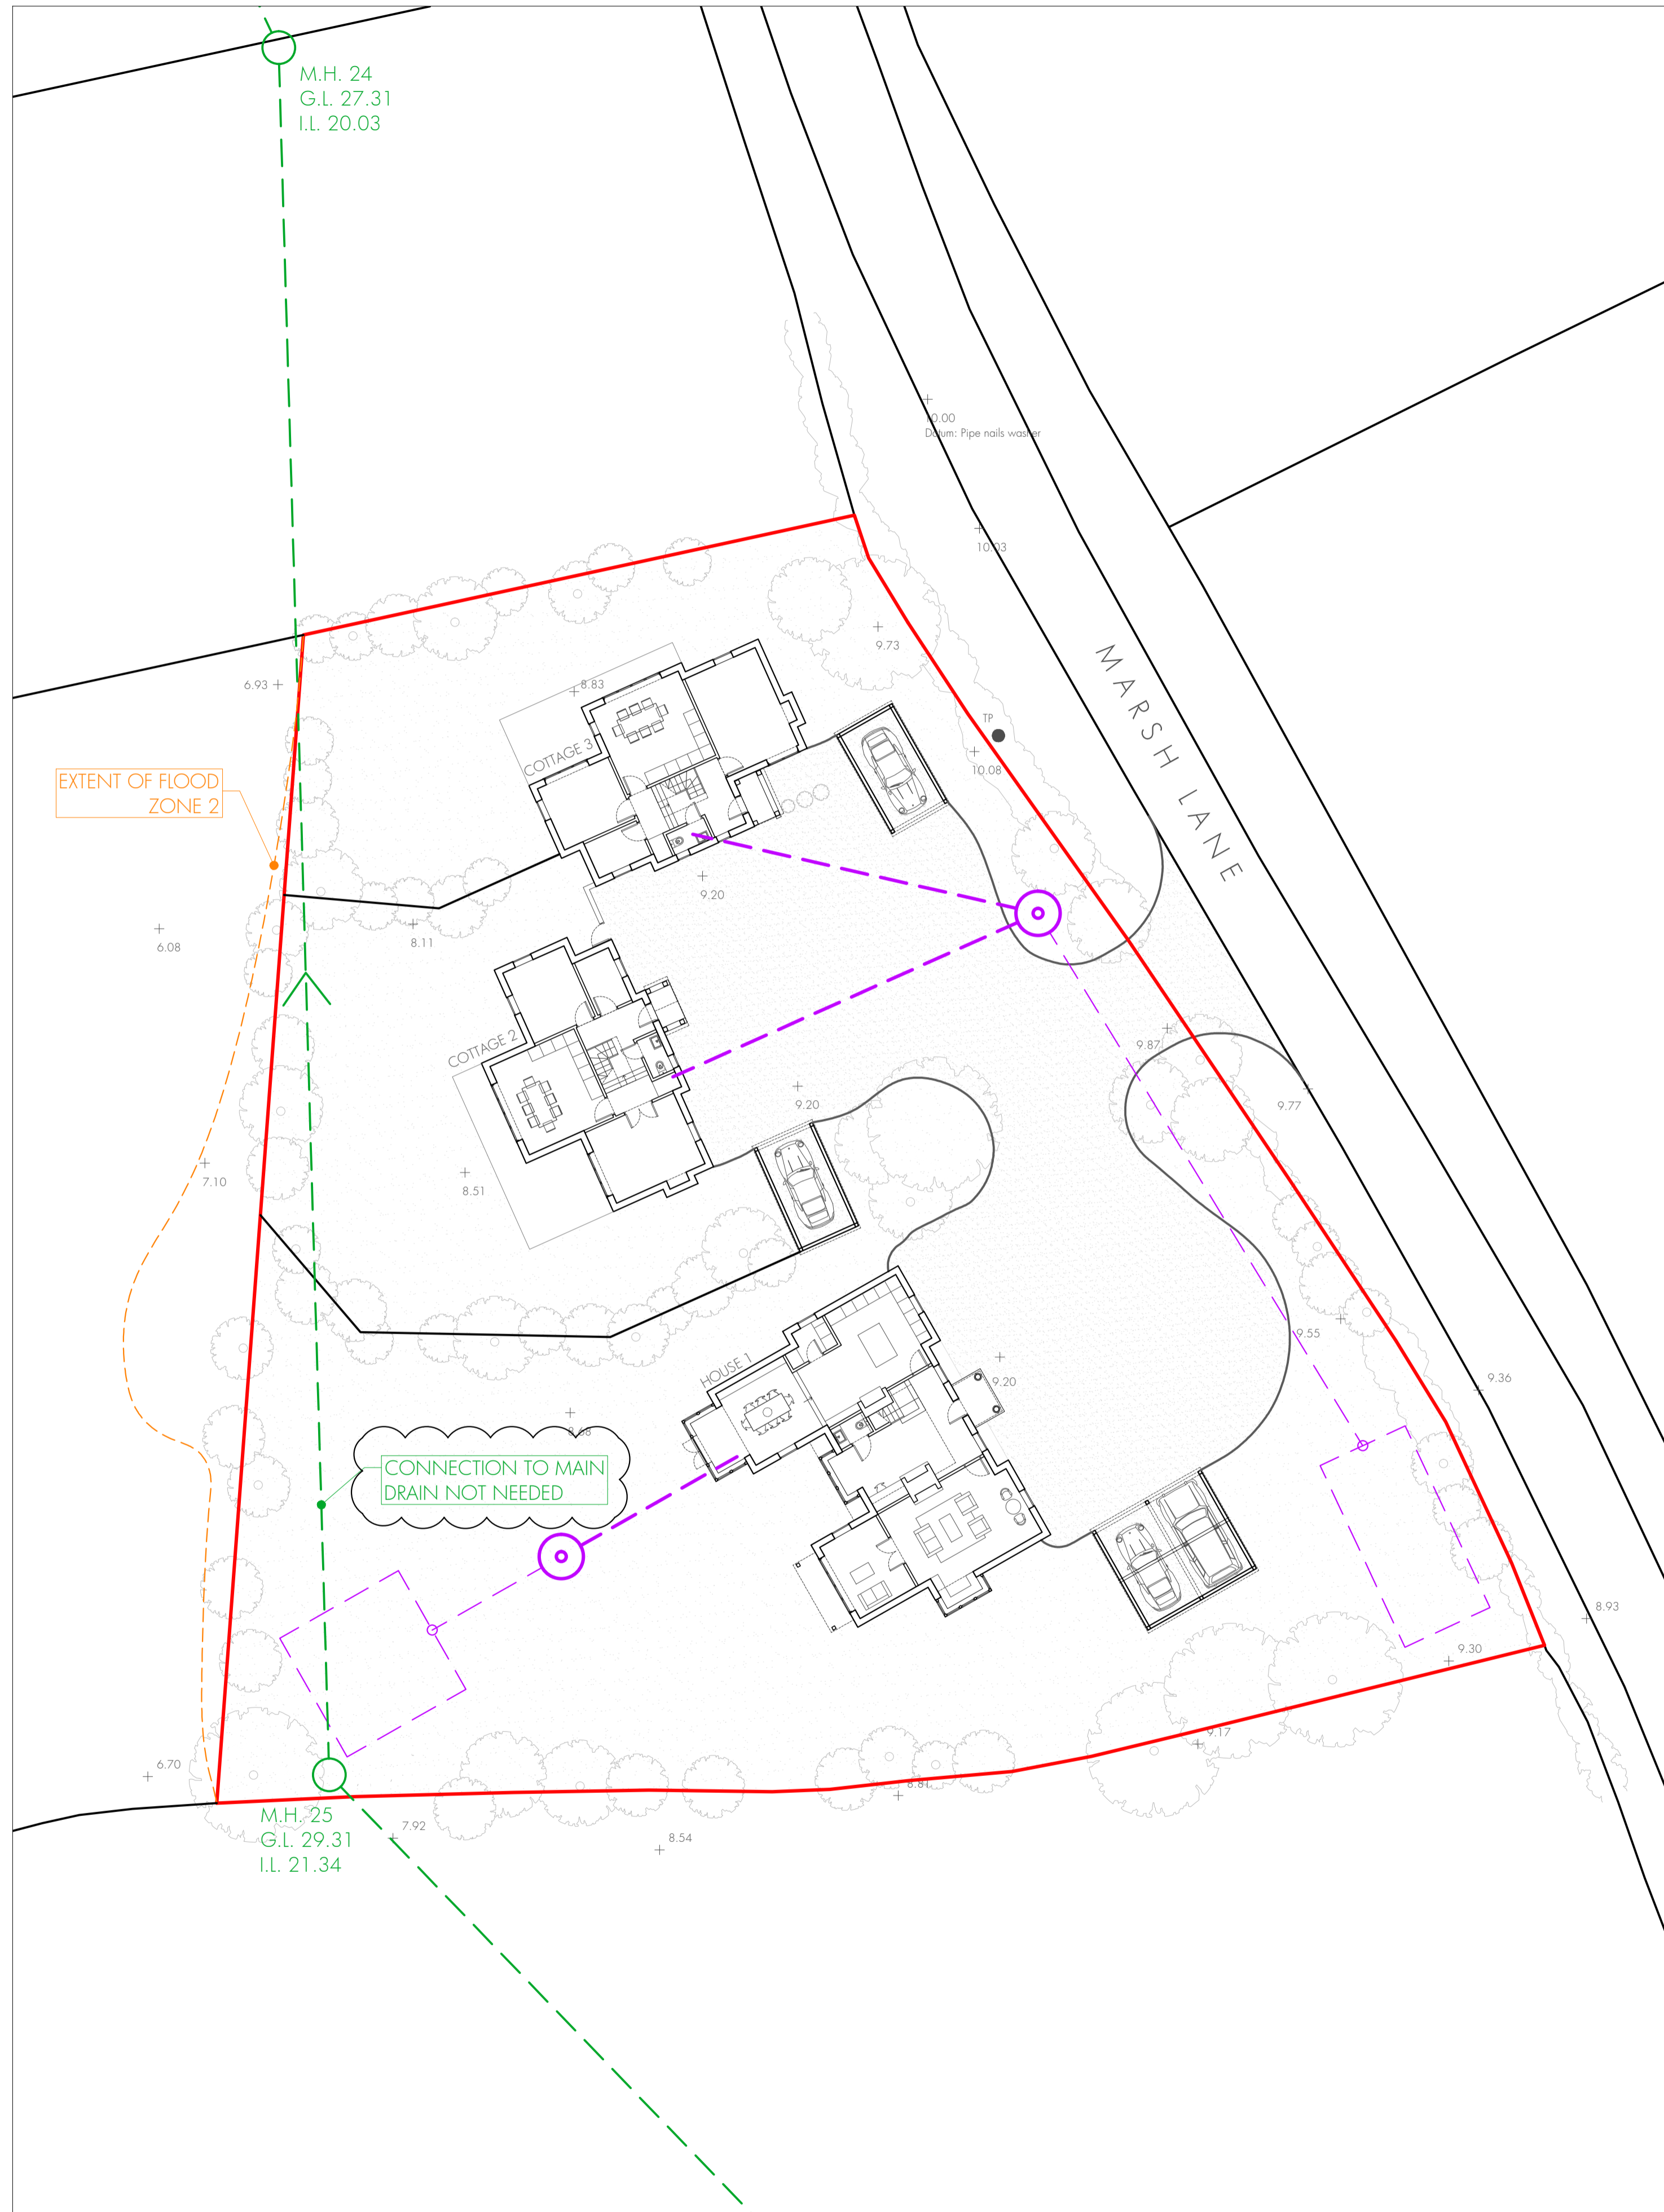 M.H. 24
G.L. 27.31
I.L. 20.03
10.00
Datum: Pipe nails washer
10.03
9.73
MARSH LANE
6.93
8.83
TP
COTTAGE 3
10.08
EXTENT OF FLOOD
ZONE 2
9.20
6.08
8.11
COTTAGE 2
9.87
9.20
9.77
7.10
8.51
9.55
HOUSE 1
9.20
9.36
8.68
CONNECTION TO MAIN
DRAIN NOT NEEDED
8.93
9.30
9.17
6.70
8.81
M.H. 25
G.L. 29.31
I.L. 21.34
7.92
8.54